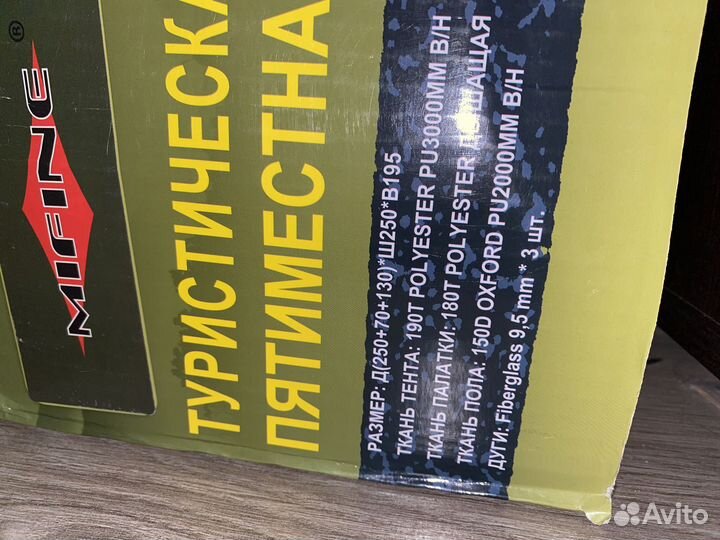 MIFINE
®
ТУРИСТИЧЕСКА
ПЯТИМЕСТНА
РАЗМЕР: Д(250+70+130)*Ш250*В195
ТКАНЬ ТЕНТА: 190T POLYESTER PU3000MM В/Н
ТКАНЬ ПАЛАТКИ: 180T POLYESTER ШАЩАЯ
ТКАНЬ ПОЛА: 150D OXFORD PU2000MM В/Н
ДУГИ: Fiberglass 9,5 mm * 3 шт.
Avito